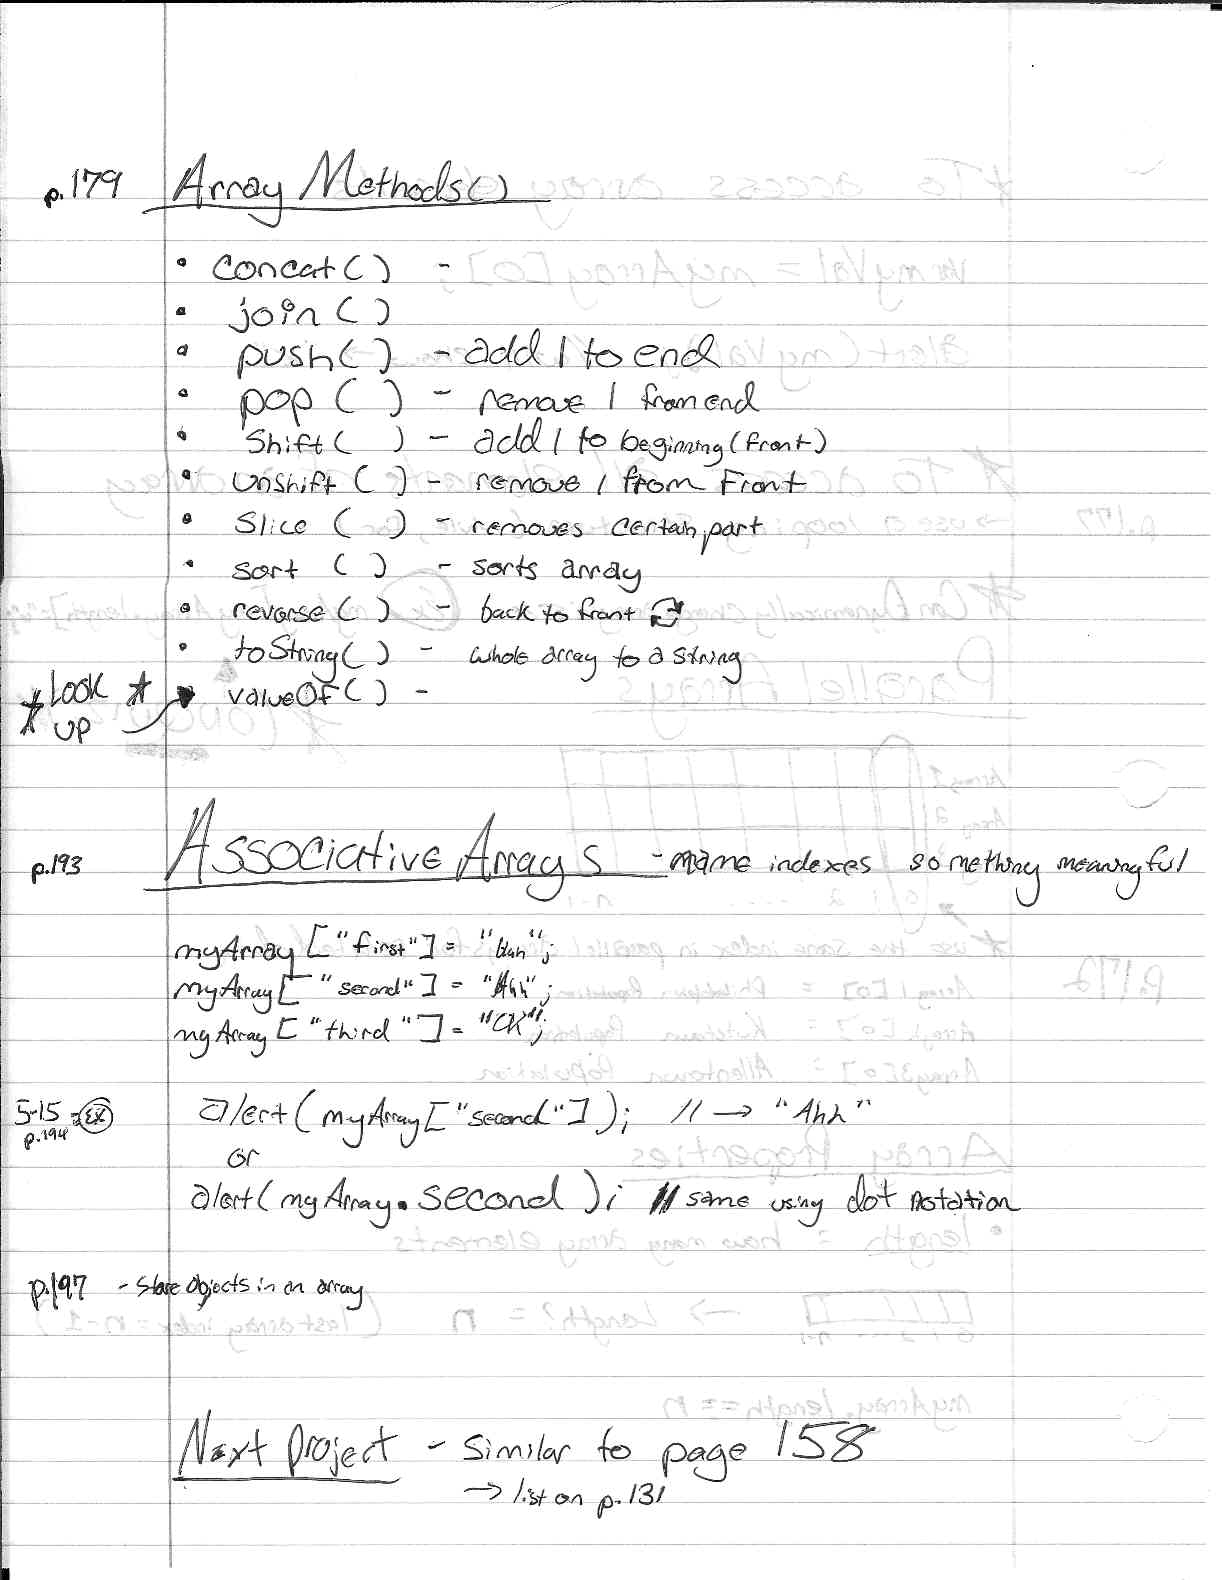 p.179 Array Methods()
• concat() -
• join()
• push() - add 1 to end
• pop() - remove 1 from end
• Shift() - add 1 to beginning (front)
• Unshift() - remove 1 from Front
• Slice() - removes certain part
• sort() - sorts array
• reverse() - back to front
• toString() - whole array to a string
* Look * valueOf() -
* UP
p.193 Associative Arrays - name indexes something meaningful
myArray["first"] = ";
myArray["second"] = "Ahh";
myArray["third"] = "OK";
5-15 Ex alert(myArray["second"]); // → "Ahh"
p.194
or
alert(myArray.second); // same using dot notation
p.197 - store objects in an array
Next project - similar to page 158
→ list on p.131